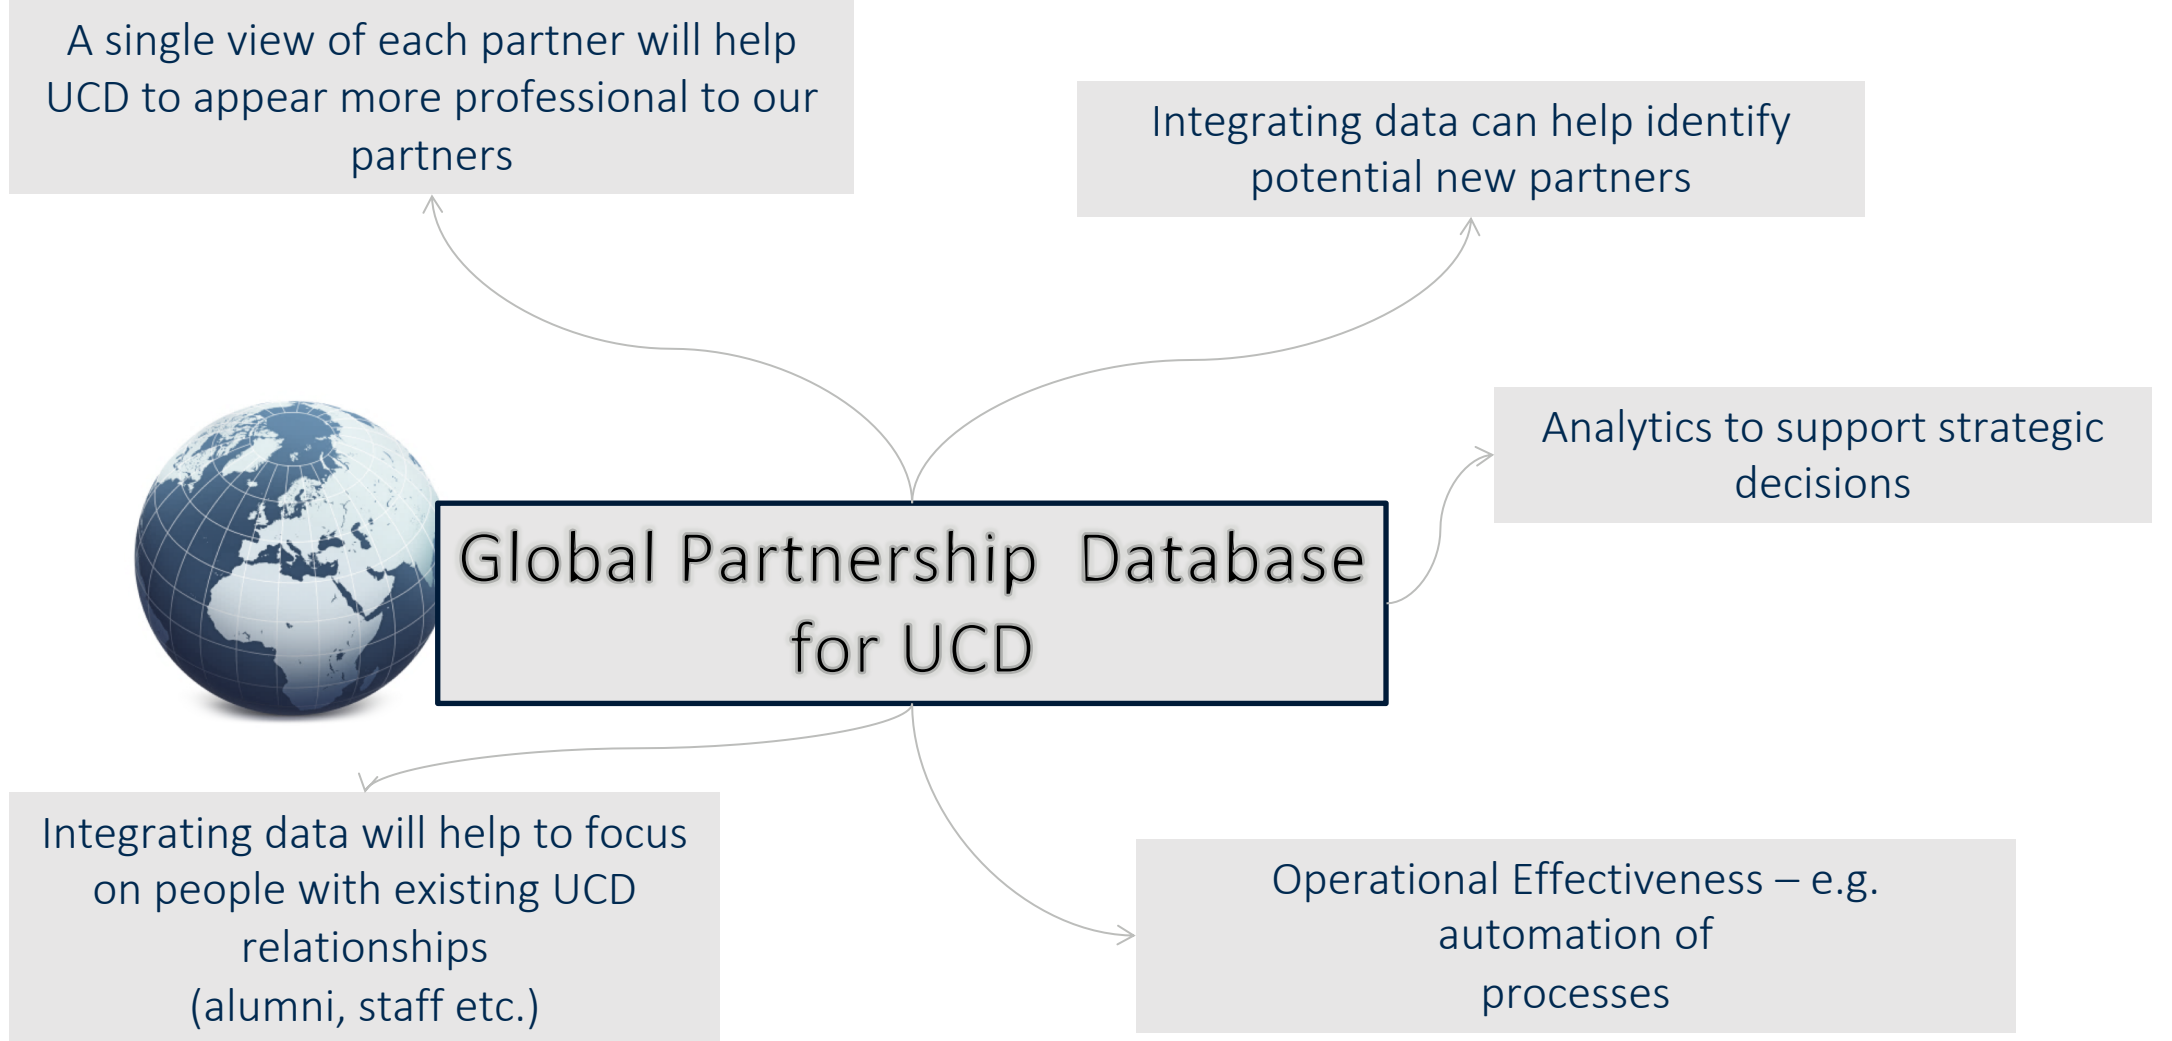 A single view of each partner will help
UCD to appear more professional to our
partners
Integrating data can help identify
potential new partners
Analytics to support strategic
decisions
Global Partnership  Database
for UCD
Integrating data will help to focus
on people with existing UCD
relationships
(alumni, staff etc.)
Operational Effectiveness – e.g.
automation of
processes